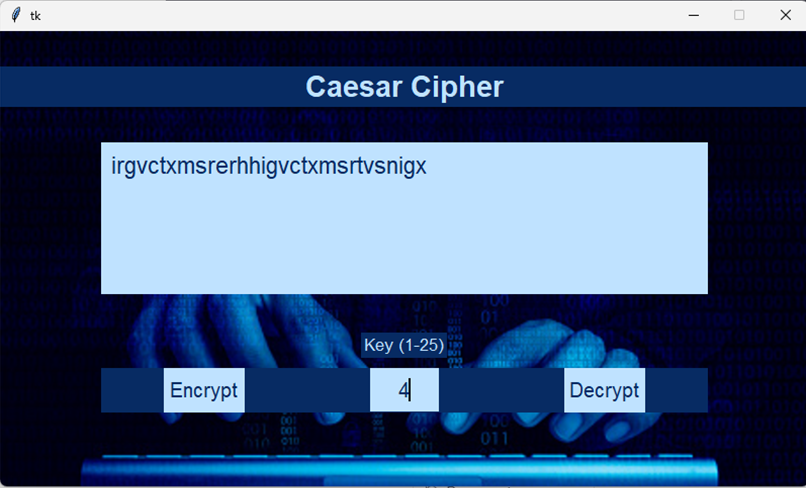 tk
Caesar Cipher
irgvctxmsrerhhigvctxmsrtvsnigx
Key (1-25)
Encrypt 4 Decrypt